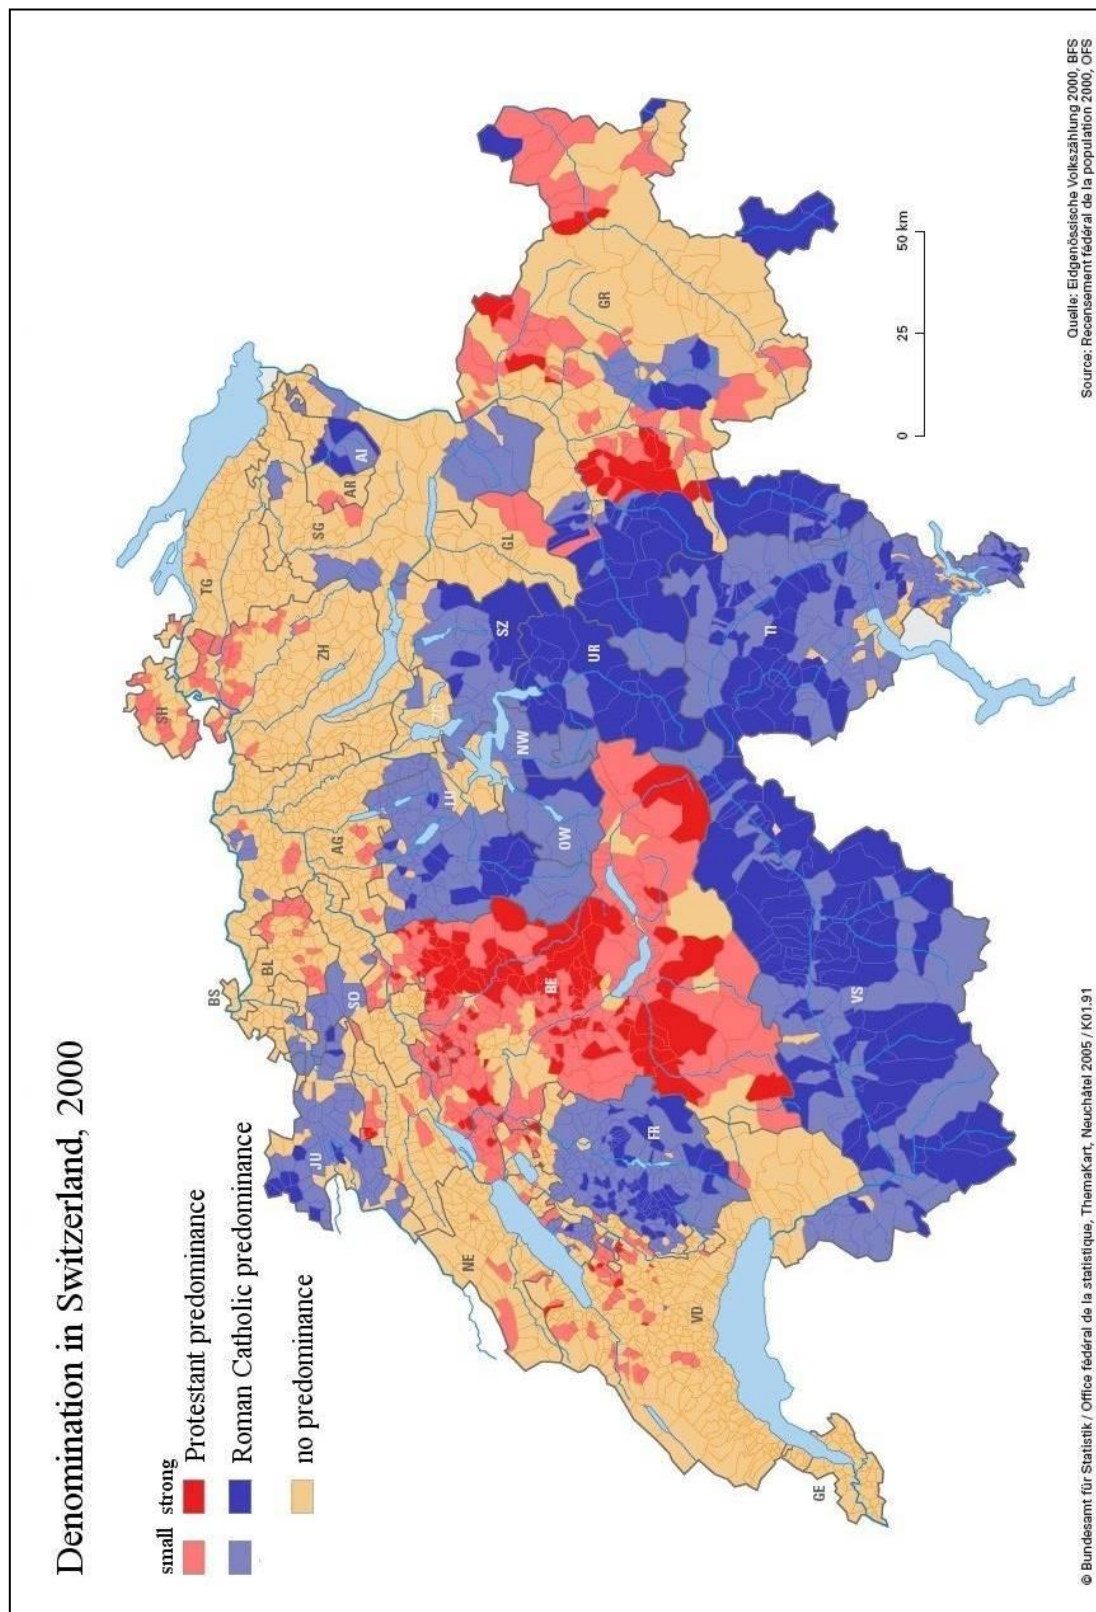 Denomination in Switzerland, 2000
small strong
Protestant predominance
Roman Catholic predominance
no predominance
SH
BS
BL
TG
AG
ZH
SG
AR
AI
JU
SO
LU
ZG
SZ
GL
NE
BE
OW
NW
UR
GR
FR
VD
VS
TI
GE
0 25 50 km
Quelle: Eidgenössische Volkszählung 2000, BFS
Source: Recensement fédéral de la population 2000, OFS
© Bundesamt für Statistik / Office fédéral de la statistique, ThemaKart, Neuchâtel 2005 / K01.91